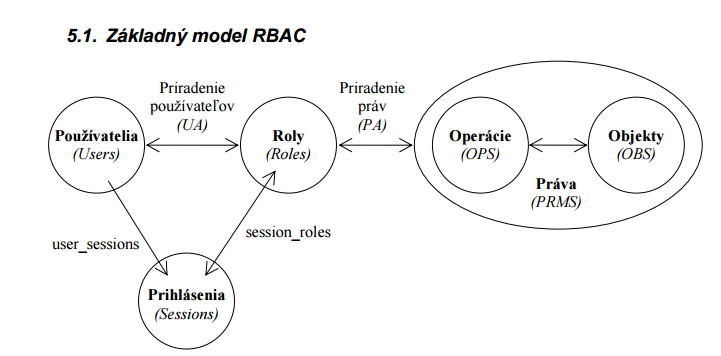 5.1. Základný model RBAC
Priradenie
používateľov
(UA)
Priradenie
práv
(PA)
Používatelia
(Users)
Roly
(Roles)
Operácie
(OPS)
Objekty
(OBS)
Práva
(PRMS)
user_sessions
session_roles
Prihlásenia
(Sessions)